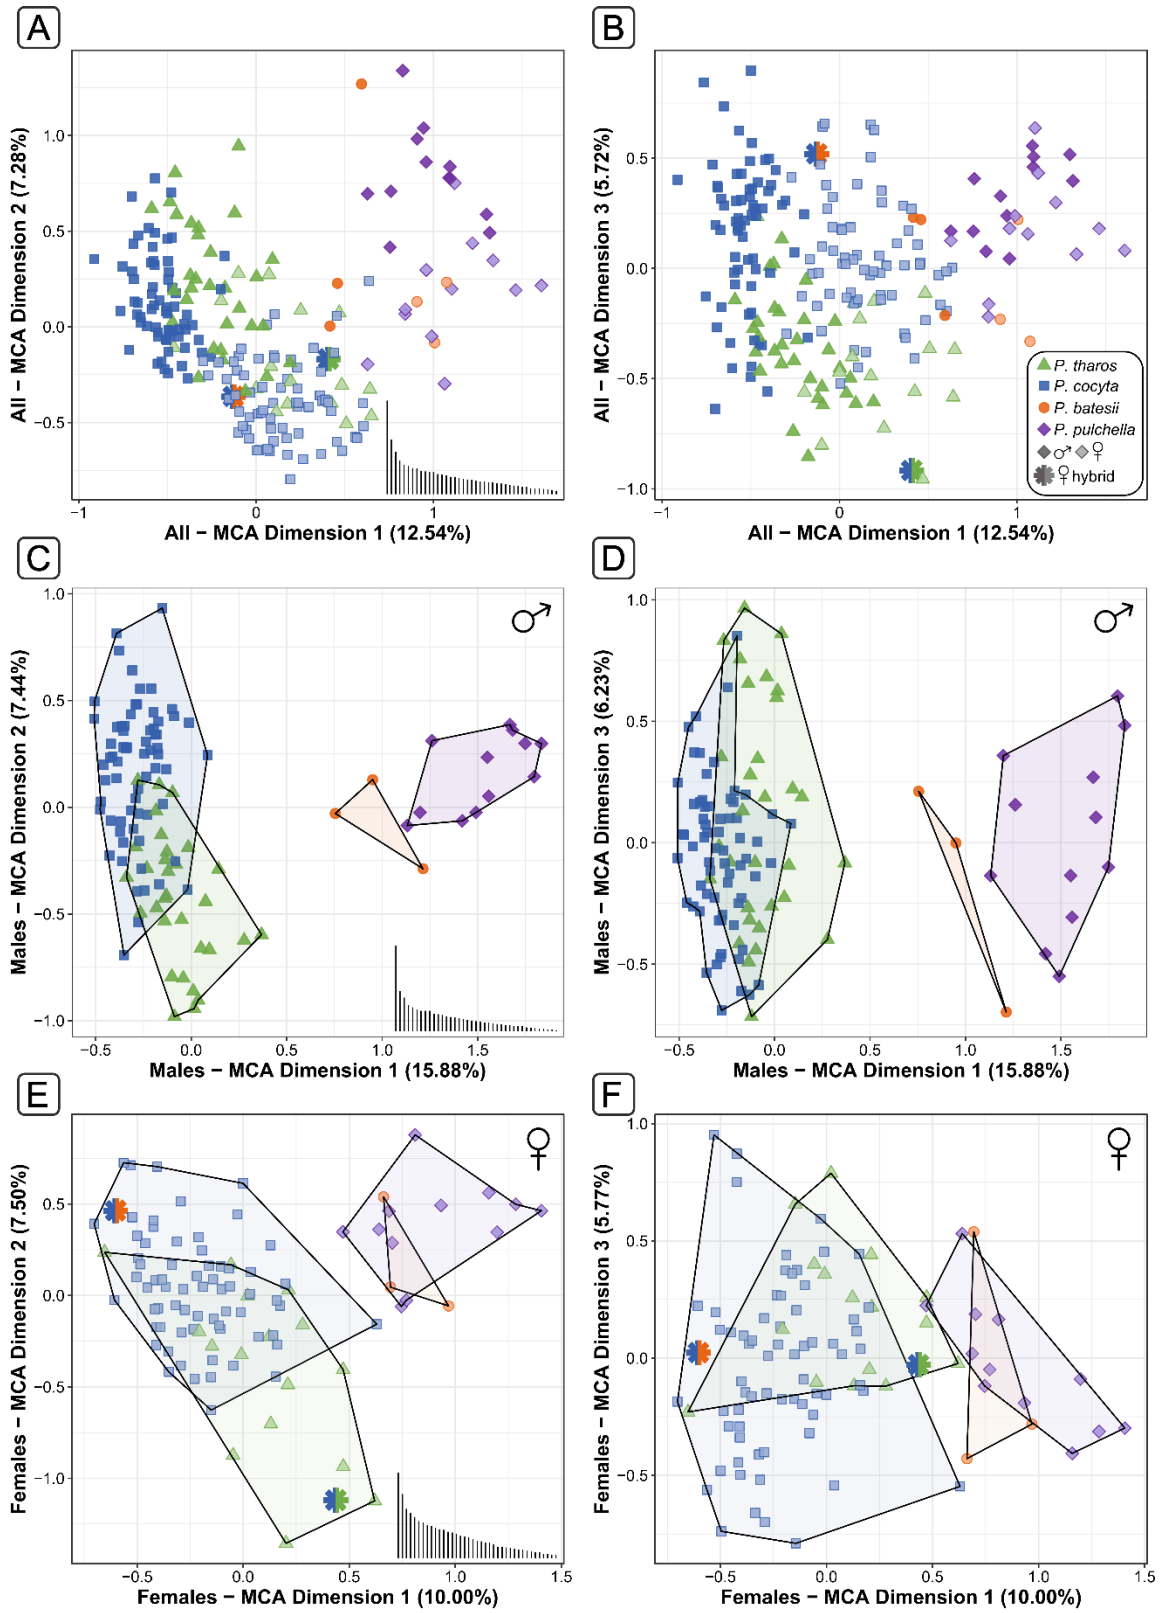 A
B
All − MCA Dimension 2 (7.28%)
1.0
0.5
0.0
−0.5
−1
0
1
All − MCA Dimension 1 (12.54%)
All − MCA Dimension 3 (5.72%)
0.5
0.0
−0.5
−1.0
−1
0
1
All − MCA Dimension 1 (12.54%)
P. tharos
P. cocyta
P. batesii
P. pulchella
♂ ♀
♀ hybrid
C
D
♂
Males − MCA Dimension 2 (7.44%)
1.0
0.5
0.0
−0.5
−1.0
−0.5
0.0
0.5
1.0
1.5
Males − MCA Dimension 1 (15.88%)
♂
Males − MCA Dimension 3 (6.23%)
1.0
0.5
0.0
−0.5
−0.5
0.0
0.5
1.0
1.5
Males − MCA Dimension 1 (15.88%)
E
F
♀
Females − MCA Dimension 2 (7.50%)
0.5
0.0
−0.5
−1.0
−0.5
0.0
0.5
1.0
1.5
Females − MCA Dimension 1 (10.00%)
♀
Females − MCA Dimension 3 (5.77%)
1.0
0.5
0.0
−0.5
−0.5
0.0
0.5
1.0
1.5
Females − MCA Dimension 1 (10.00%)